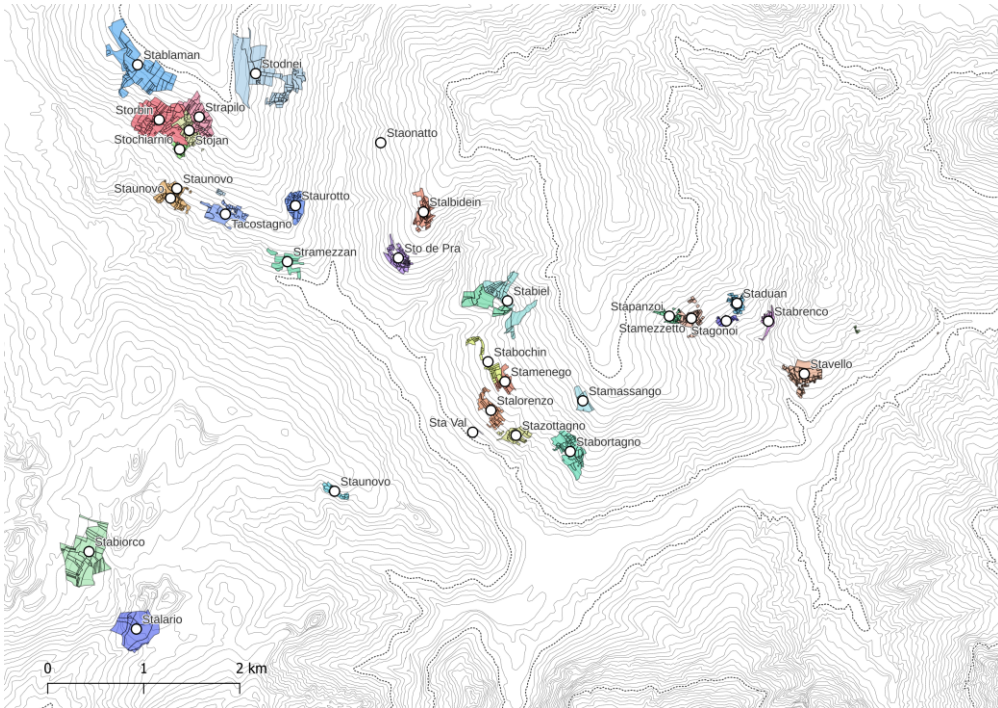 Stablaman
Stodnei
Storbin
Strapilo
Stochiarnio
Stojan
Staonatto
Staunovo
Staunovo
Staurotto
Tacostagno
Stalbidein
Sto de Pra
Stramezzan
Stabiel
Staduan
Stapanzoi
Stabrenco
Stamezzetto
Stagonoi
Stabochin
Stamenego
Stavello
Stamassango
Stalorenzo
Sta Val
Stazottagno
Stabortagno
Staunovo
Stabiorco
Stalario
0 1 2 km